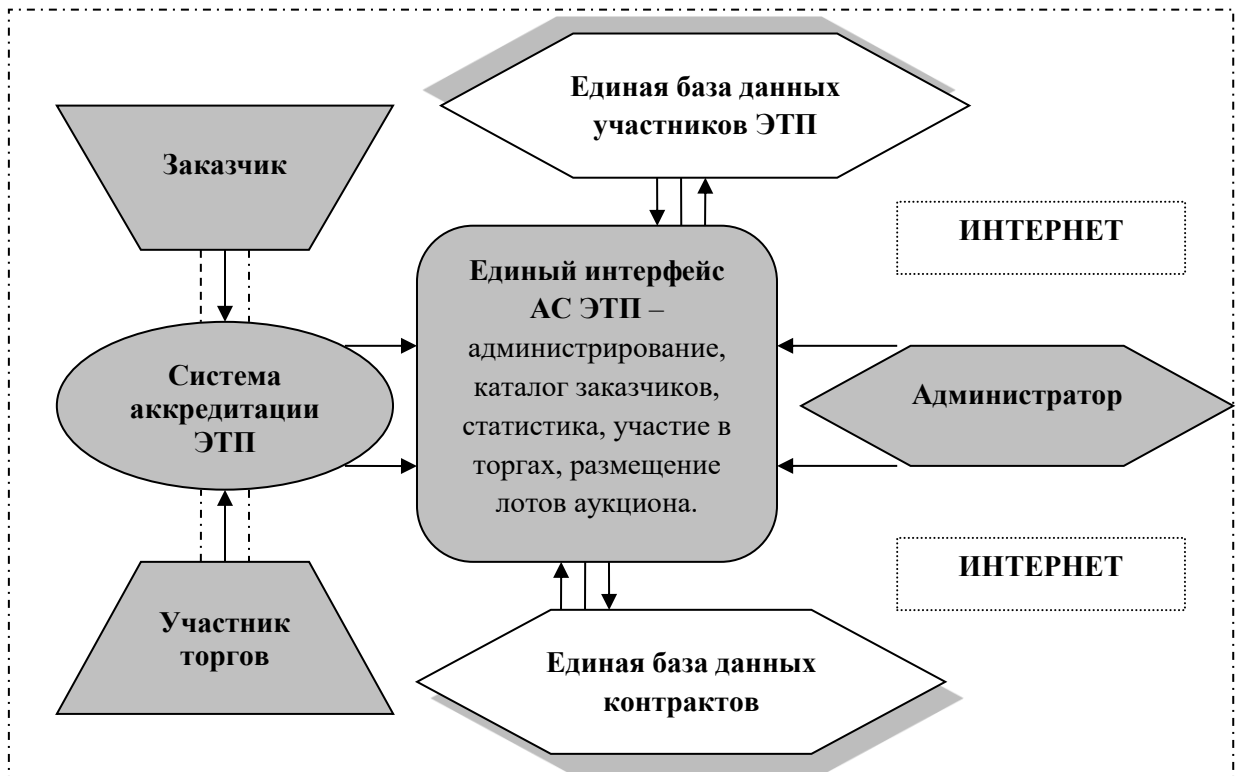 Единая база данных
участников ЭТП
Заказчик
ИНТЕРНЕТ
Единый интерфейс
АС ЭТП –
администрирование,
каталог заказчиков,
статистика, участие в
торгах, размещение
лотов аукциона.
Система
аккредитации
ЭТП
Администратор
ИНТЕРНЕТ
Участник
торгов
Единая база данных
контрактов